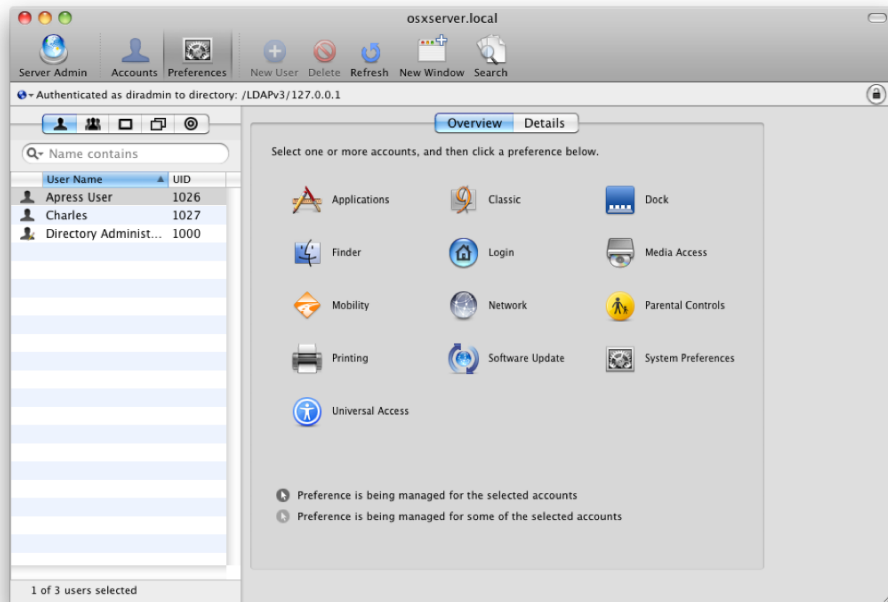 osxserver.local
Server Admin Accounts Preferences New User Delete Refresh New Window Search
Authenticated as diradmin to directory: /LDAPv3/127.0.0.1
Name contains
User Name UID
Apress User 1026
Charles 1027
Directory Administ... 1000
1 of 3 users selected
Overview Details
Select one or more accounts, and then click a preference below.
Applications Classic Dock
Finder Login Media Access
Mobility Network Parental Controls
Printing Software Update System Preferences
Universal Access
Preference is being managed for the selected accounts
Preference is being managed for some of the selected accounts